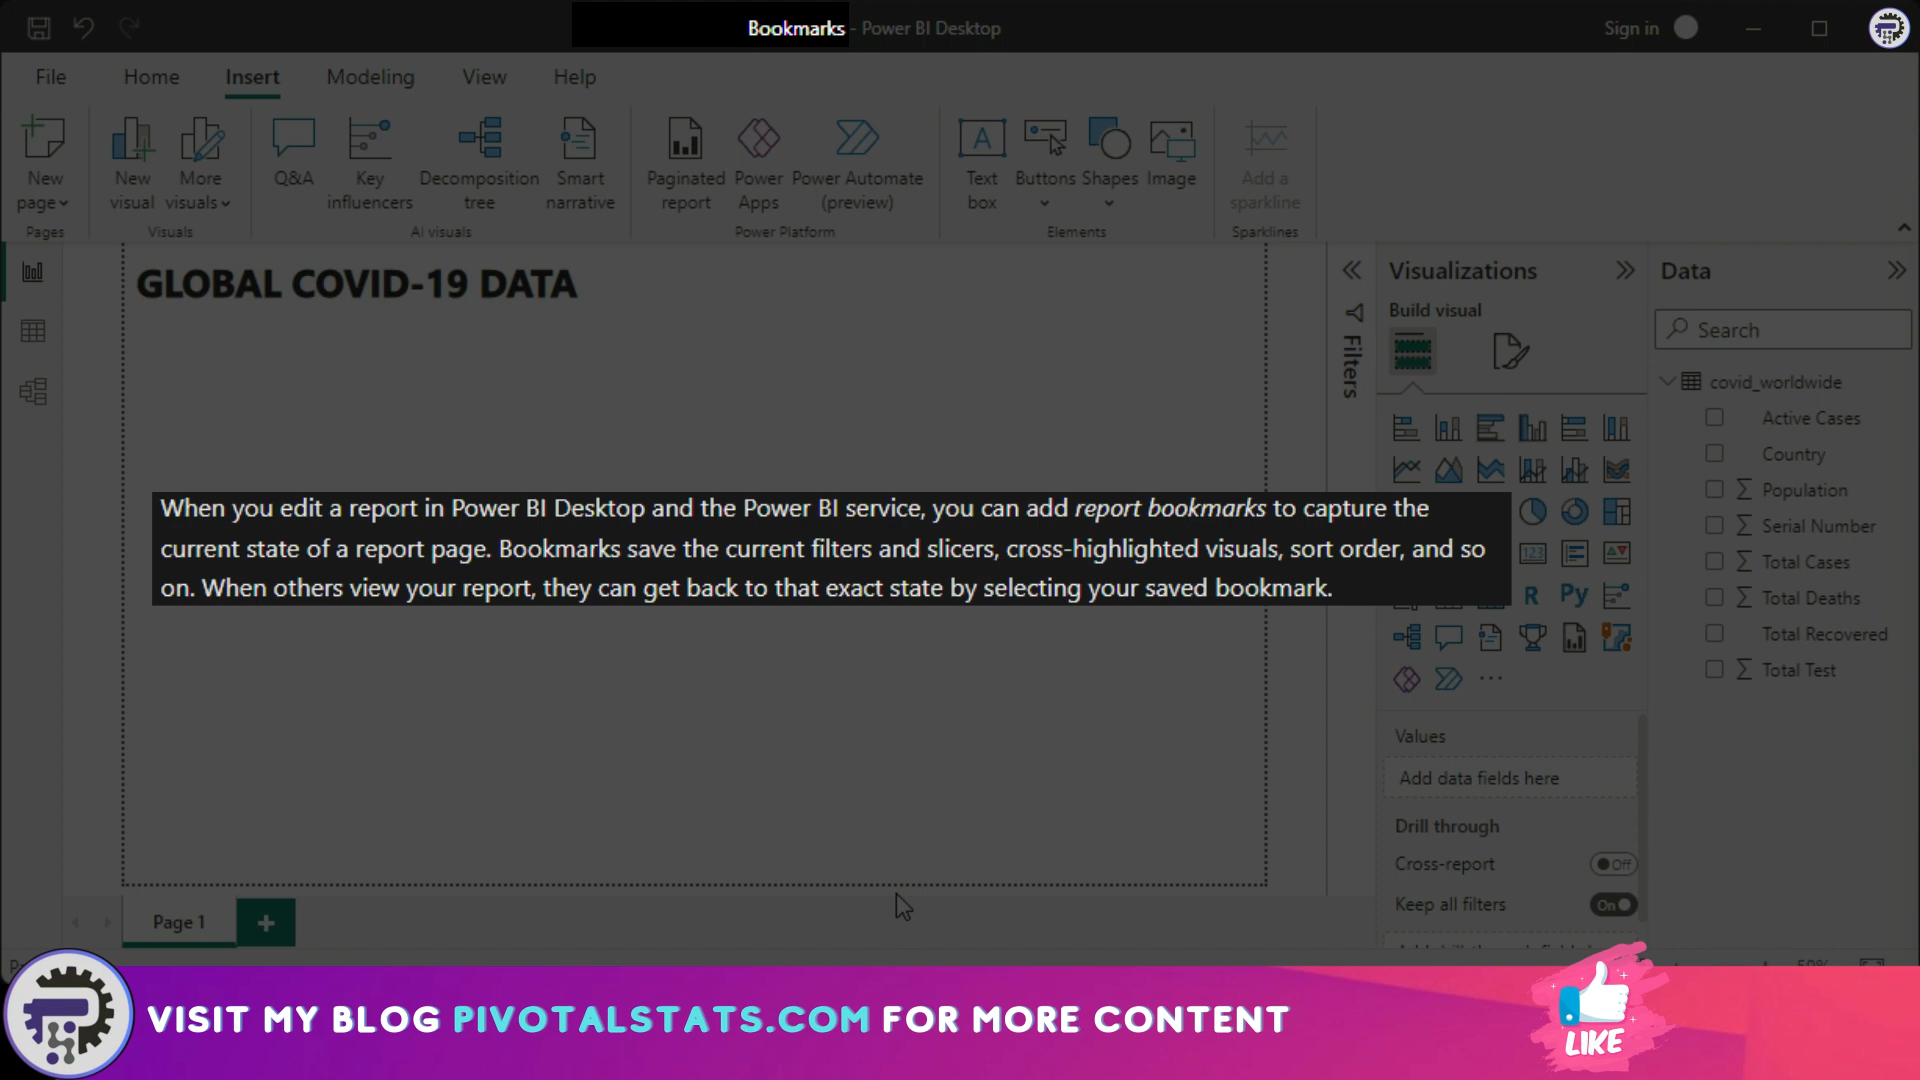 Bookmarks - Power BI Desktop
Sign in
File
Home
Insert
Modeling
View
Help
New
page
New
visual
More
visuals
Q&A
Key
influencers
Decomposition
tree
Smart
narrative
Paginated
report
Power
Apps
Power Automate
(preview)
Text
box
Buttons
Shapes
Image
Add a
sparkline
Pages
Visuals
AI visuals
Power Platform
Elements
Sparklines
GLOBAL COVID-19 DATA
When you edit a report in Power BI Desktop and the Power BI service, you can add report bookmarks to capture the
current state of a report page. Bookmarks save the current filters and slicers, cross-highlighted visuals, sort order, and so
on. When others view your report, they can get back to that exact state by selecting your saved bookmark.
Filters
Visualizations
Build visual
123
R
Py
Values
Add data fields here
Drill through
Cross-report
Off
Keep all filters
On
Data
Search
covid_worldwide
Active Cases
Country
Population
Serial Number
Total Cases
Total Deaths
Total Recovered
Total Test
Page 1
VISIT MY BLOG PIVOTALSTATS.COM FOR MORE CONTENT
LIKE